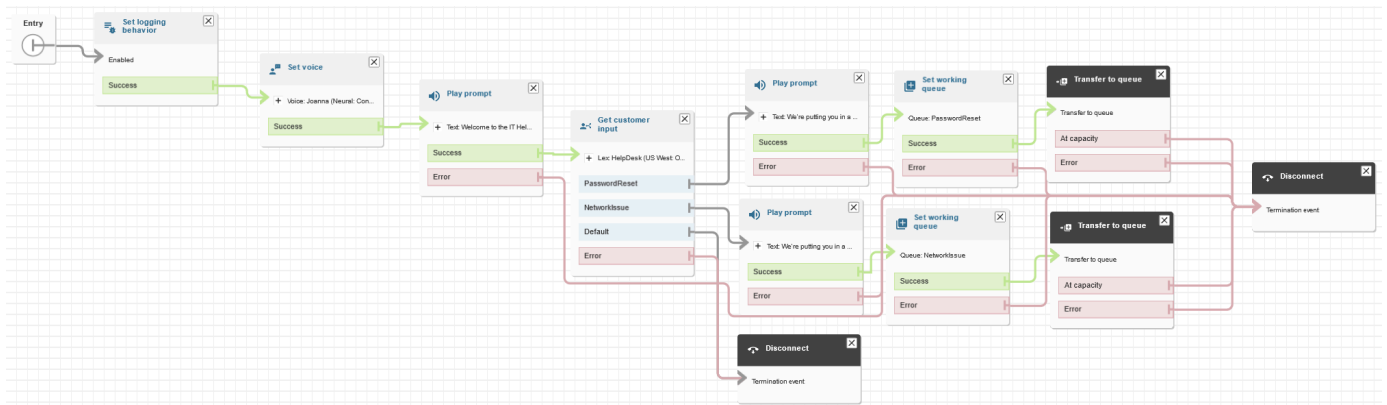 Entry
Set logging
behavior
Enabled
Success
Set voice
+ Voice: Joanna (Neural: Con...
Success
Play prompt
+ Text: Welcome to the IT Hel...
Success
Error
Get customer
input
+ Lex: HelpDesk (US West: O...
PasswordReset
NetworkIssue
Default
Error
Play prompt
+ Text: We're putting you in a ...
Success
Error
Set working
queue
Queue: PasswordReset
Success
Error
Transfer to queue
Transfer to queue
At capacity
Error
Play prompt
+ Text: We're putting you in a ...
Success
Error
Set working
queue
Queue: NetworkIssue
Success
Error
Transfer to queue
Transfer to queue
At capacity
Error
Disconnect
Termination event
Disconnect
Termination event